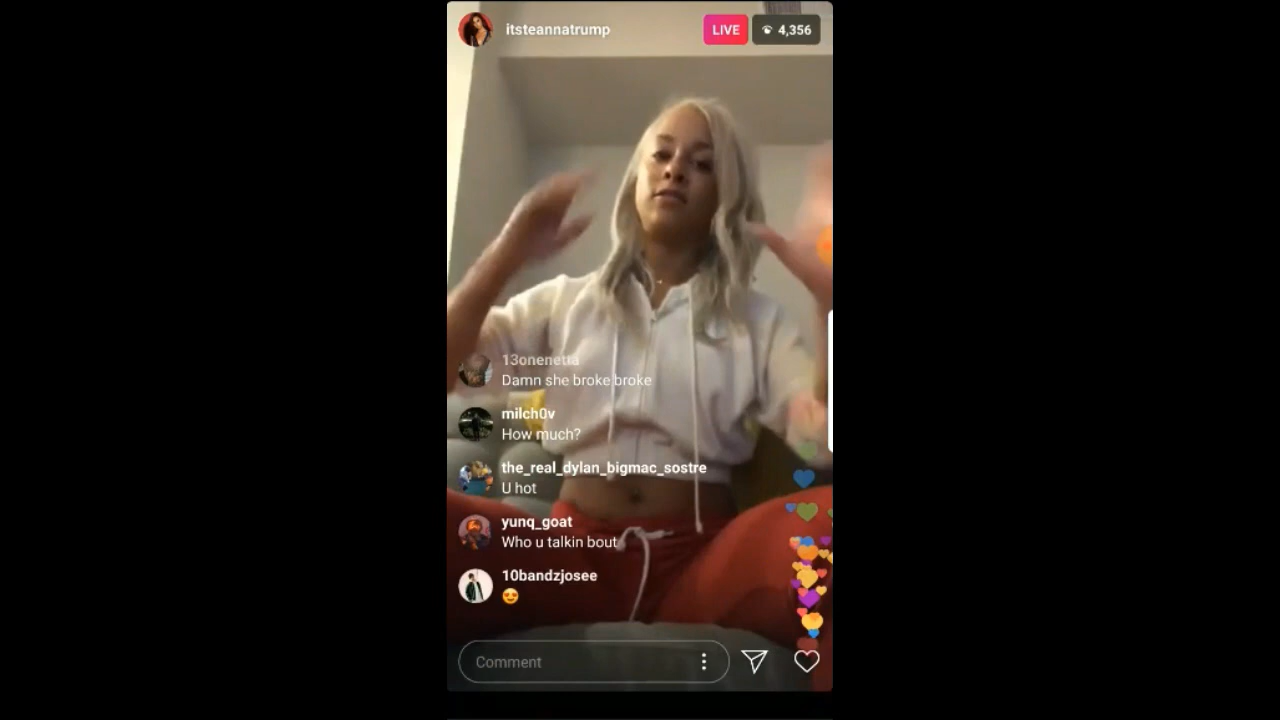 itsteannatrump
LIVE
4,356
13onenetta
Damn she broke broke
milch0v
How much?
the_real_dylan_bigmac_sostre
U hot
yunq_goat
Who u talkin bout
10bandzjosee
😍
Comment